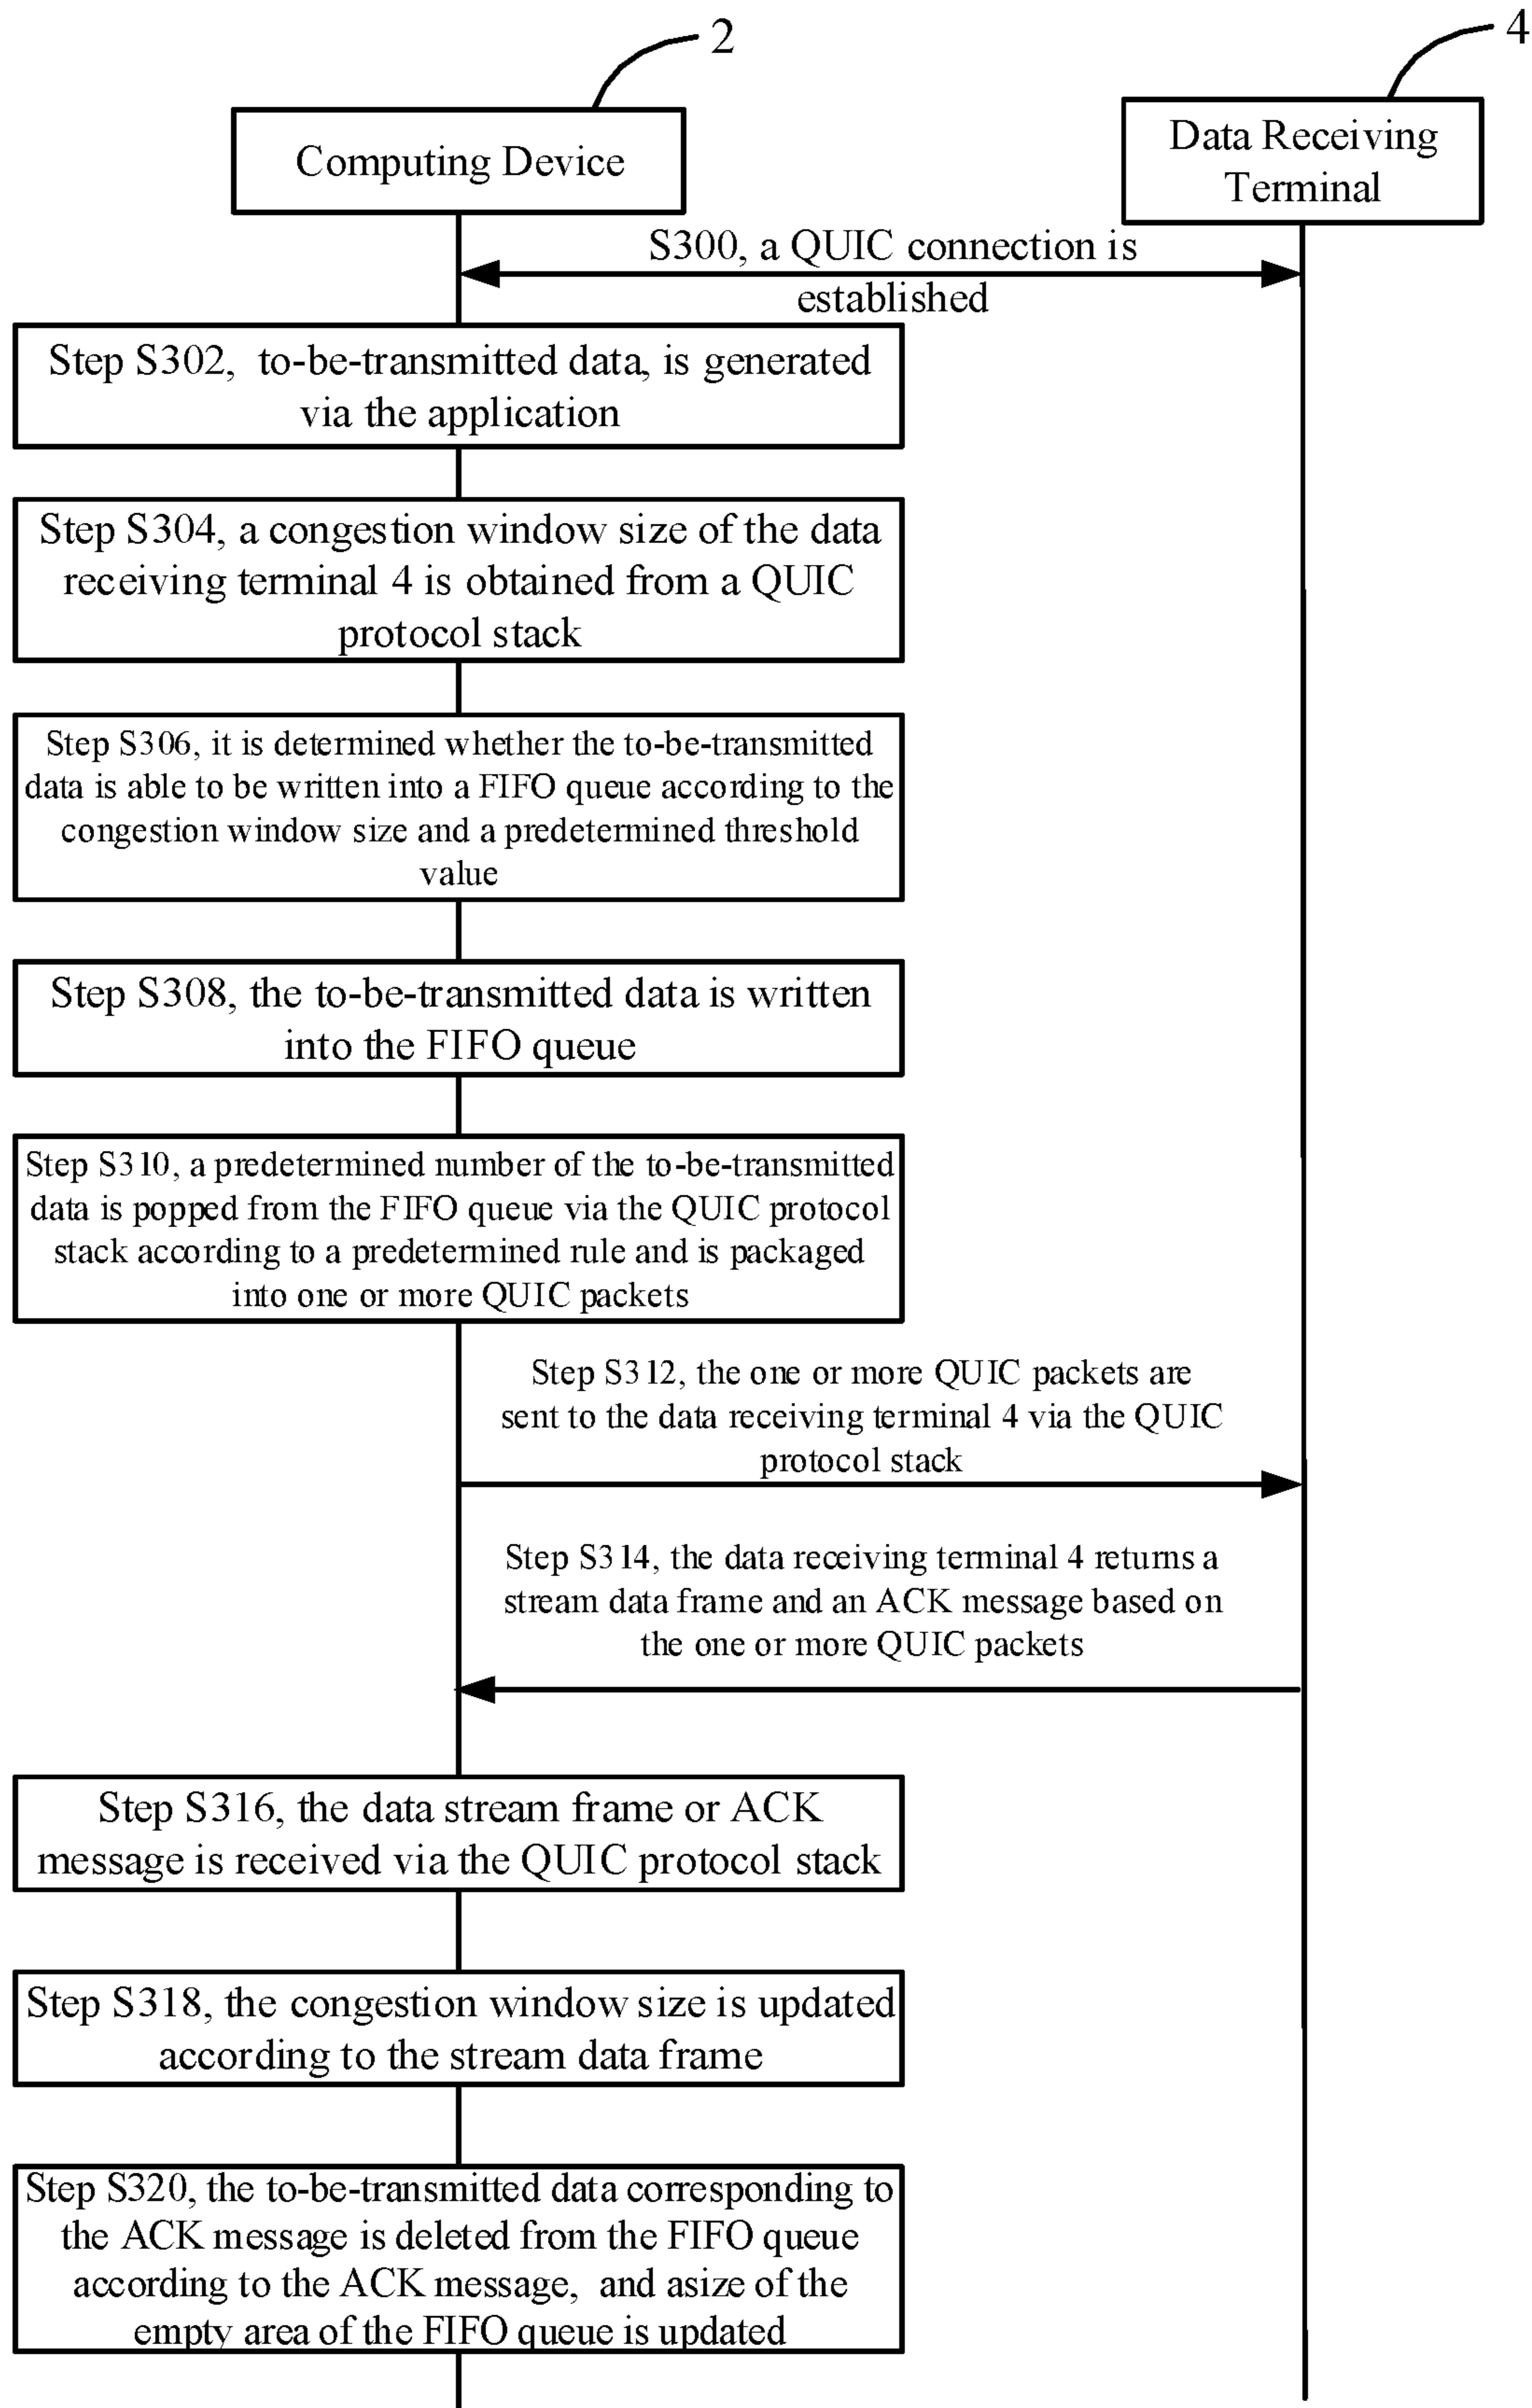 2
4
Computing Device
Data Receiving
Terminal
S300, a QUIC connection is
established
Step S302, to-be-transmitted data, is generated
via the application
Step S304, a congestion window size of the data
receiving terminal 4 is obtained from a QUIC
protocol stack
Step S306, it is determined whether the to-be-transmitted
data is able to be written into a FIFO queue according to the
congestion window size and a predetermined threshold
value
Step S308, the to-be-transmitted data is written
into the FIFO queue
Step S310, a predetermined number of the to-be-transmitted
data is popped from the FIFO queue via the QUIC protocol
stack according to a predetermined rule and is packaged
into one or more QUIC packets
Step S312, the one or more QUIC packets are
sent to the data receiving terminal 4 via the QUIC
protocol stack
Step S314, the data receiving terminal 4 returns a
stream data frame and an ACK message based on
the one or more QUIC packets
Step S316, the data stream frame or ACK
message is received via the QUIC protocol stack
Step S318, the congestion window size is updated
according to the stream data frame
Step S320, the to-be-transmitted data corresponding to
the ACK message is deleted from the FIFO queue
according to the ACK message, and asize of the
empty area of the FIFO queue is updated